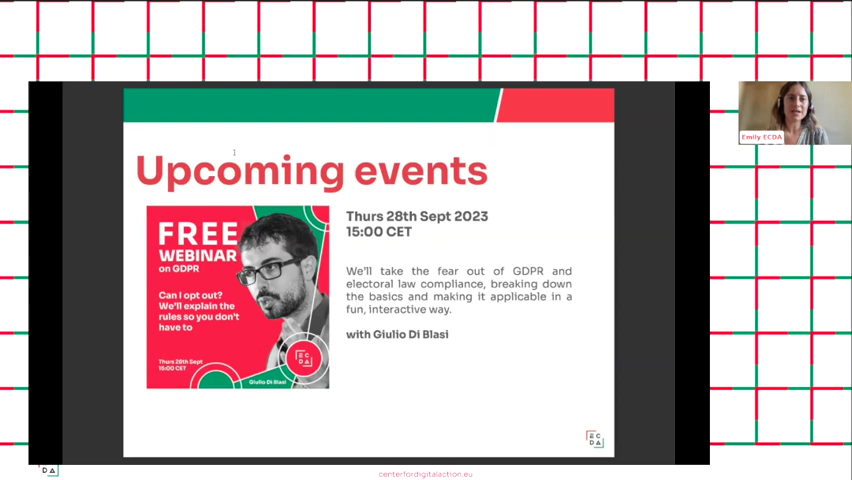 Upcoming events
FREE
WEBINAR
on GDPR
Can I opt out?
We'll explain the
rules so you don't
have to
Thurs 28th Sept
15:00 CET
Giulio Di Blasi
E C
D A
Thurs 28th Sept 2023
15:00 CET
We'll take the fear out of GDPR and
electoral law compliance, breaking down
the basics and making it applicable in a
fun, interactive way.
with Giulio Di Blasi
E C
D A
Emily ECDA
D A
centerfordigitalaction.eu